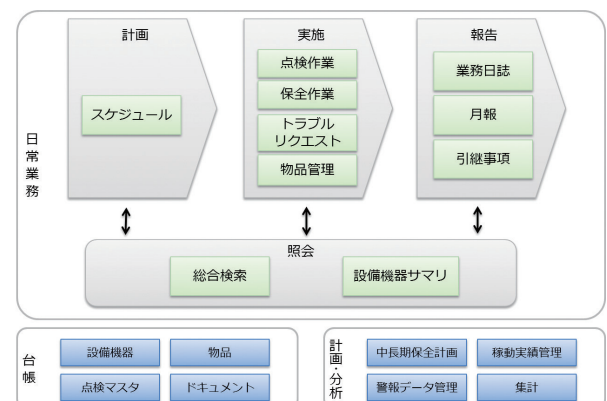 計画
スケジュール
実施
点検作業
保全作業
トラブル
リクエスト
物品管理
報告
業務日誌
月報
引継事項
日常業務
照会
総合検索
設備機器サマリ
台帳
設備機器
物品
点検マスタ
ドキュメント
計画・分析
中長期保全計画
稼動実績管理
警報データ管理
集計